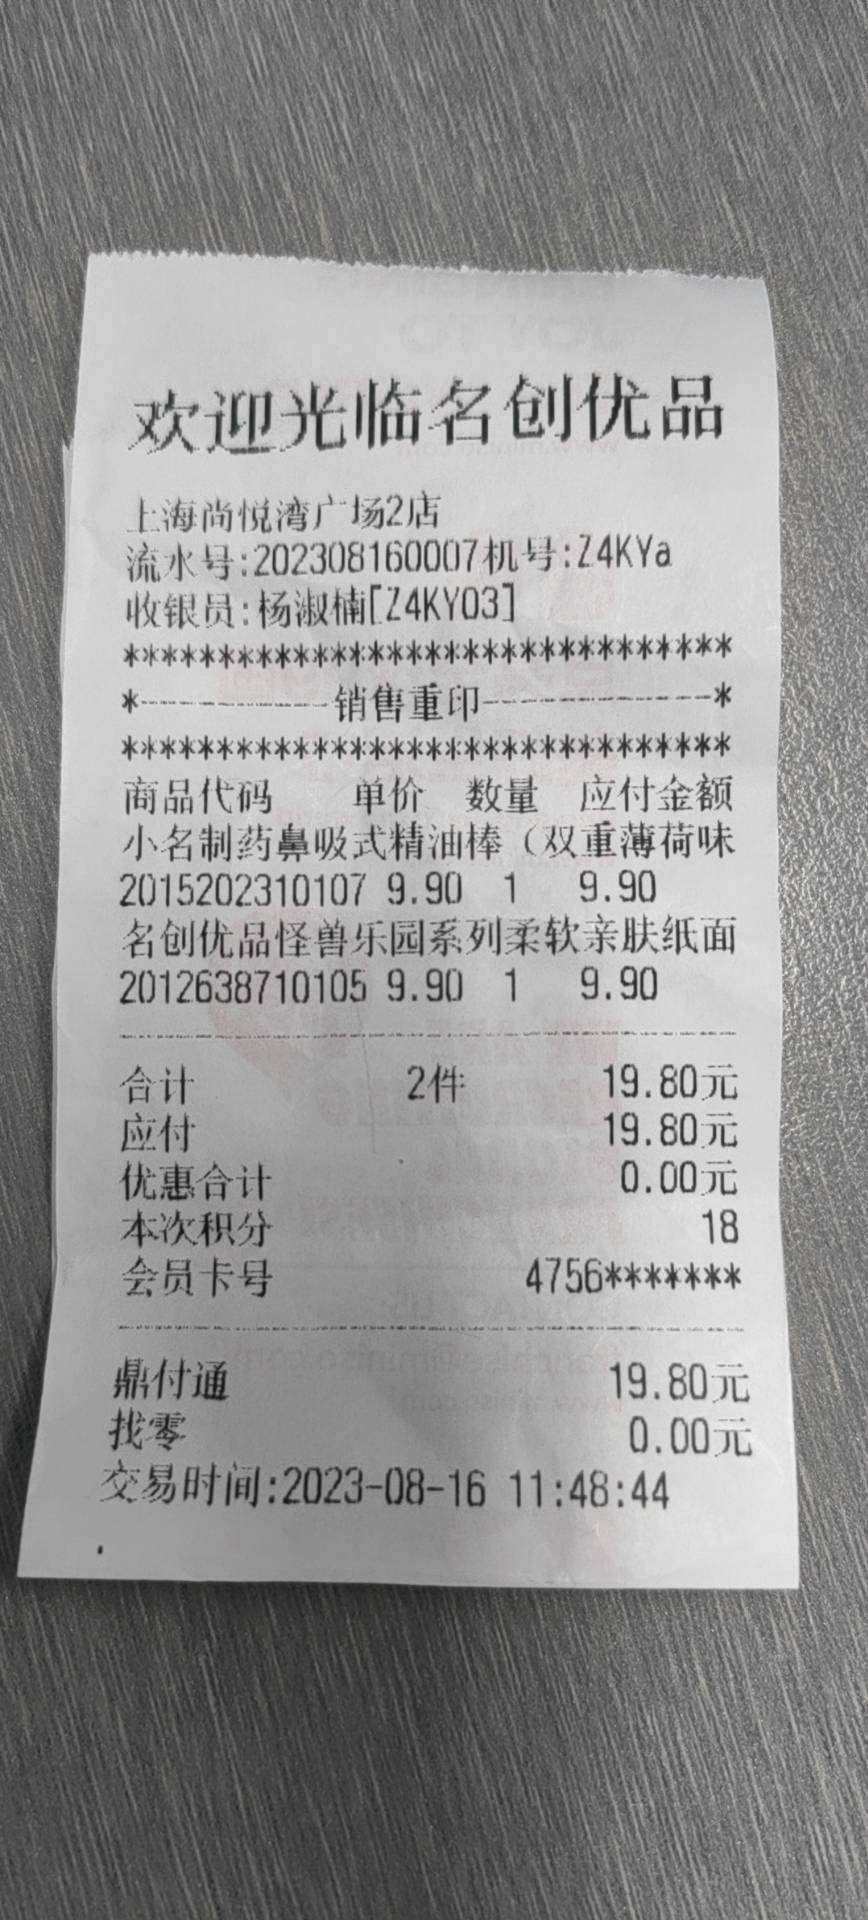 欢迎光临名创优品
上海尚悦湾广场2店
流水号:202308160007机号:Z4KYa
收银员:杨淑楠[Z4KY03]
********************************
*-----------销售重印-------------*
********************************
商品代码 单价 数量 应付金额
小名制药鼻吸式精油棒（双重薄荷味
2015202310107 9.90 1 9.90
名创优品怪兽乐园系列柔软亲肤纸面
2012638710105 9.90 1 9.90
合计 2件 19.80元
应付 19.80元
优惠合计 0.00元
本次积分 18
会员卡号 4756*******
鼎付通 19.80元
找零 0.00元
交易时间:2023-08-16 11:48:44
.